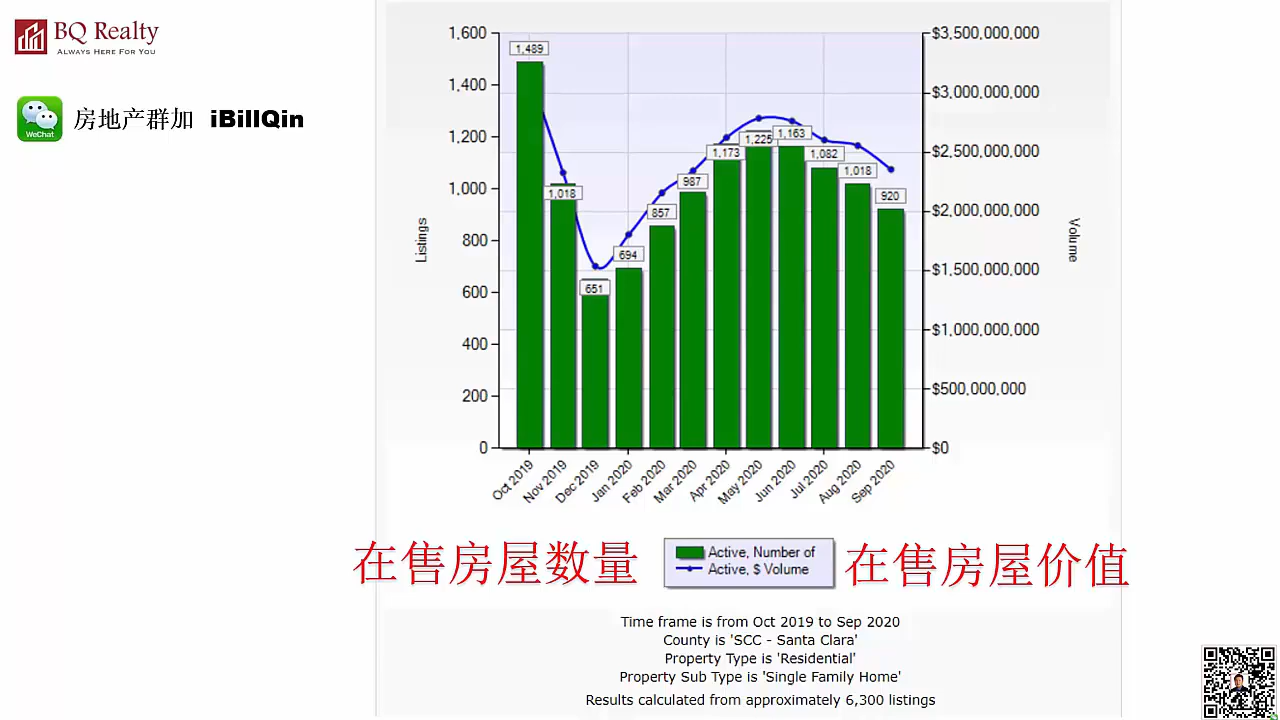 BQ Realty
ALWAYS HERE FOR YOU
WeChat
房地产群加 iBillQin
1,600
1,400
1,200
1,000
800
600
400
200
0
Listings
1,489
1,018
651
694
857
987
1,173
1,225
1,163
1,082
1,018
920
$3,500,000,000
$3,000,000,000
$2,500,000,000
$2,000,000,000
$1,500,000,000
$1,000,000,000
$500,000,000
$0
Volume
Oct 2019
Nov 2019
Dec 2019
Jan 2020
Feb 2020
Mar 2020
Apr 2020
May 2020
Jun 2020
Jul 2020
Aug 2020
Sep 2020
在售房屋数量
Active, Number of
Active, $ Volume
在售房屋价值
Time frame is from Oct 2019 to Sep 2020
County is 'SCC - Santa Clara'
Property Type is 'Residential'
Property Sub Type is 'Single Family Home'
Results calculated from approximately 6,300 listings